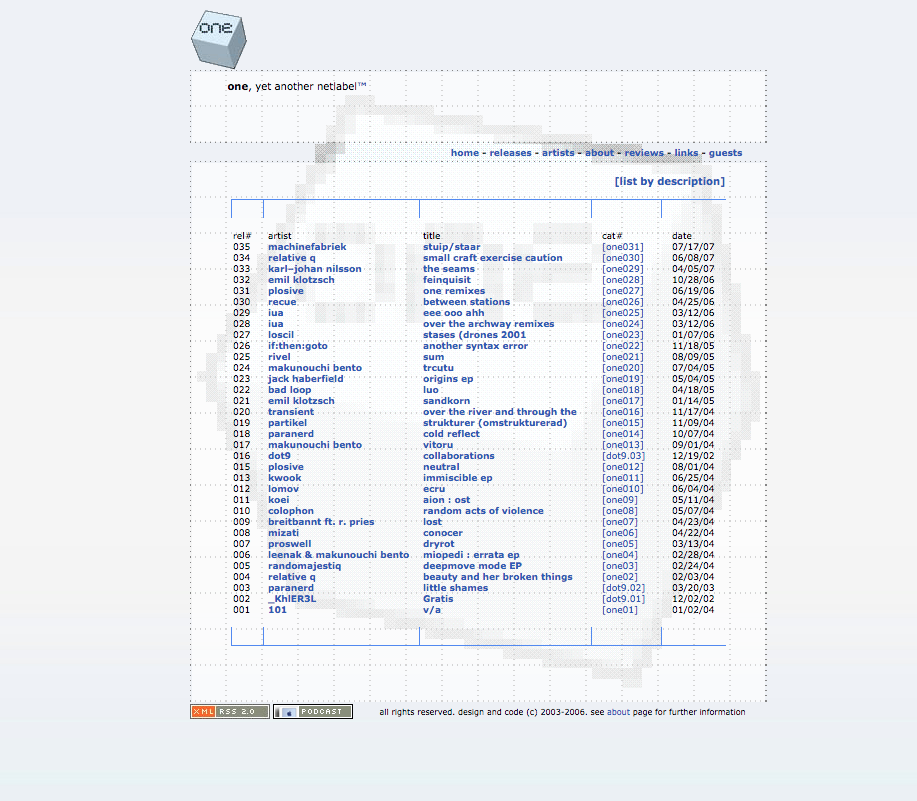 one
one, yet another netlabel™
home - releases - artists - about - reviews - links - guests
[list by description]
rel# artist title cat# date
035 machinefabriek stuip/staar [one031] 07/17/07
034 relative q small craft exercise caution [one030] 06/08/07
033 karl-johan nilsson the seams [one029] 04/05/07
032 emil klotzsch feinquisit [one028] 10/28/06
031 plosive one remixes [one027] 06/19/06
030 recue between stations [one026] 04/25/06
029 iua eee ooo ahh [one025] 03/12/06
028 iua over the archway remixes [one024] 03/12/06
027 loscil stases (drones 2001 [one023] 01/07/06
026 if:then:goto another syntax error [one022] 11/18/05
025 rivel sum [one021] 08/09/05
024 makunouchi bento trcutu [one020] 07/04/05
023 jack haberfield origins ep [one019] 05/04/05
022 bad loop luo [one018] 04/18/05
021 emil klotzsch sandkorn [one017] 01/14/05
020 transient over the river and through the [one016] 11/17/04
019 partikel strukturer (omstrukturerad) [one015] 11/09/04
018 paranerd cold reflect [one014] 10/07/04
017 makunouchi bento vitoru [one013] 09/01/04
016 dot9 collaborations [dot9.03] 12/19/02
015 plosive neutral [one012] 08/01/04
013 kwook immiscible ep [one011] 06/25/04
012 lomov ecru [one010] 06/04/04
011 koei aion : ost [one09] 05/11/04
010 colophon random acts of violence [one08] 05/07/04
009 breitbannt ft. r. pries lost [one07] 04/23/04
008 mizati conocer [one06] 04/22/04
007 proswell dryrot [one05] 03/13/04
006 leenak & makunouchi bento miopedi : errata ep [one04] 02/28/04
005 randomajestiq deepmove mode EP [one03] 02/24/04
004 relative q beauty and her broken things [one02] 02/03/04
003 paranerd little shames [dot9.02] 03/20/03
002 _KhlER3L Gratis [dot9.01] 12/02/02
001 101 v/a [one01] 01/02/04
XML RSS 2.0 PODCAST all rights reserved. design and code (c) 2003-2006. see about page for further information